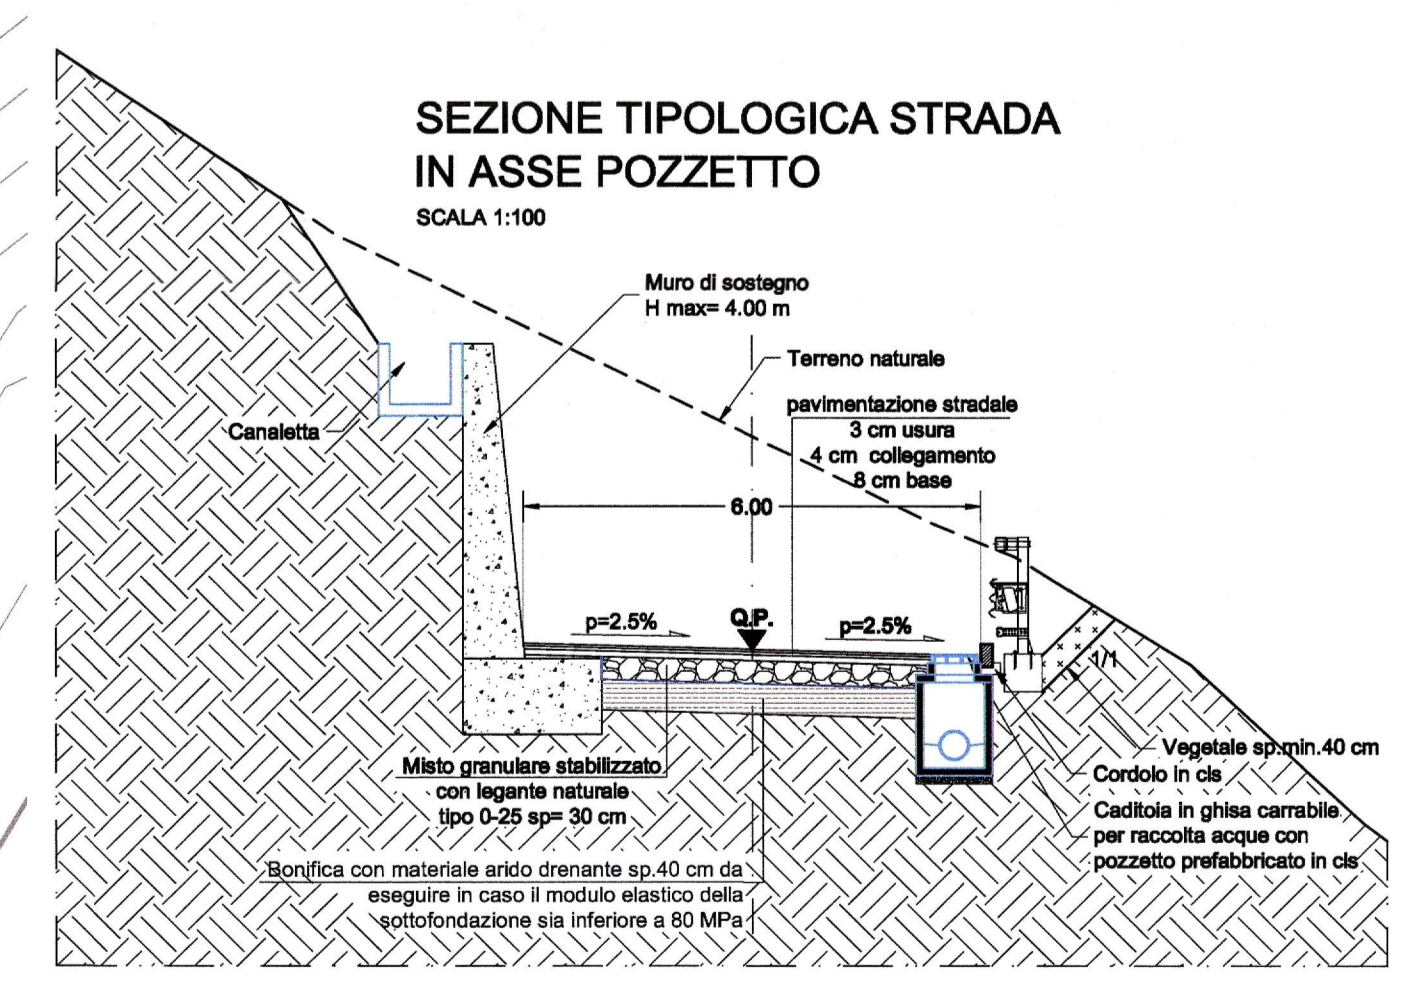 SEZIONE TIPOLOGICA STRADA
IN ASSE POZZETTO
SCALA 1:100
Muro di sostegno
H max= 4.00 m
Terreno naturale
pavimentazione stradale
3 cm usura
4 cm collegamento
8 cm base
Canaletta
6.00
p=2.5%
Q.P.
p=2.5%
1/1
Vegetale sp.min.40 cm
Cordolo in cls
Caditoia in ghisa carrabile
per raccolta acque con
pozzetto prefabbricato in cls
Misto granulare stabilizzato
con legante naturale
tipo 0-25 sp= 30 cm
Bonifica con materiale arido drenante sp.40 cm da
eseguire in caso il modulo elastico della
sottofondazione sia inferiore a 80 MPa